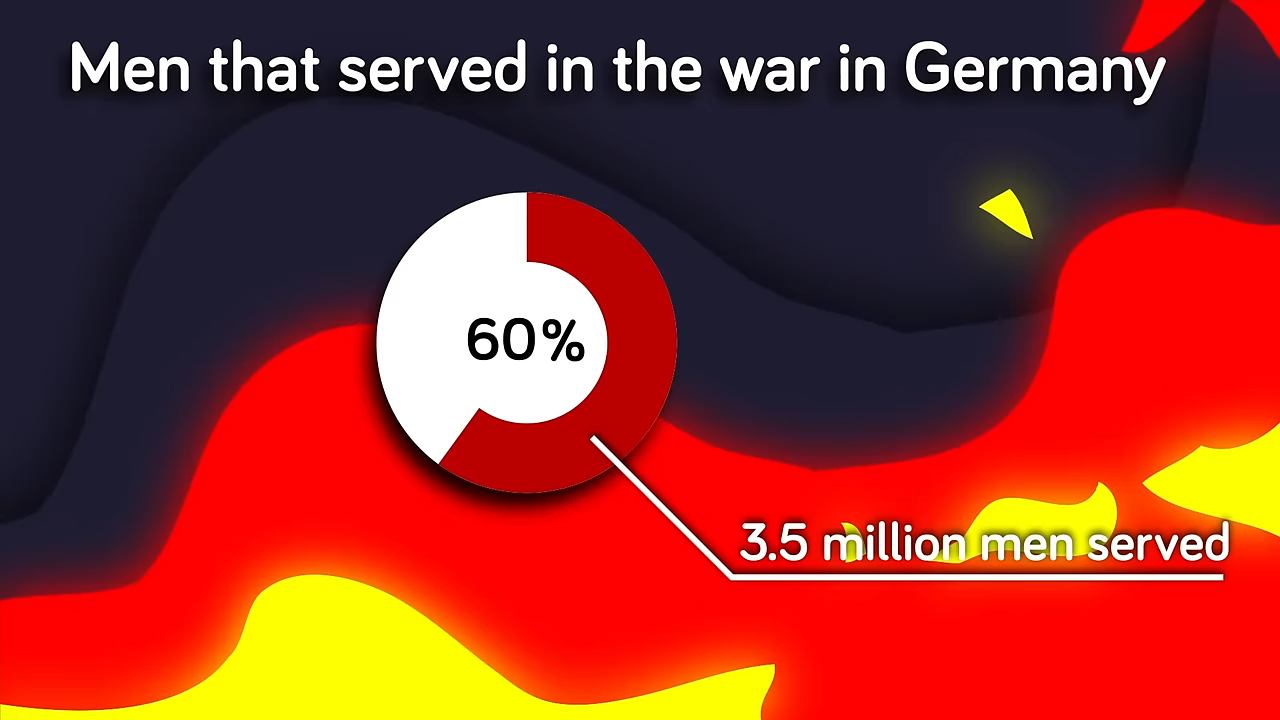 Men that served in the war in Germany
60%
3.5 million men served